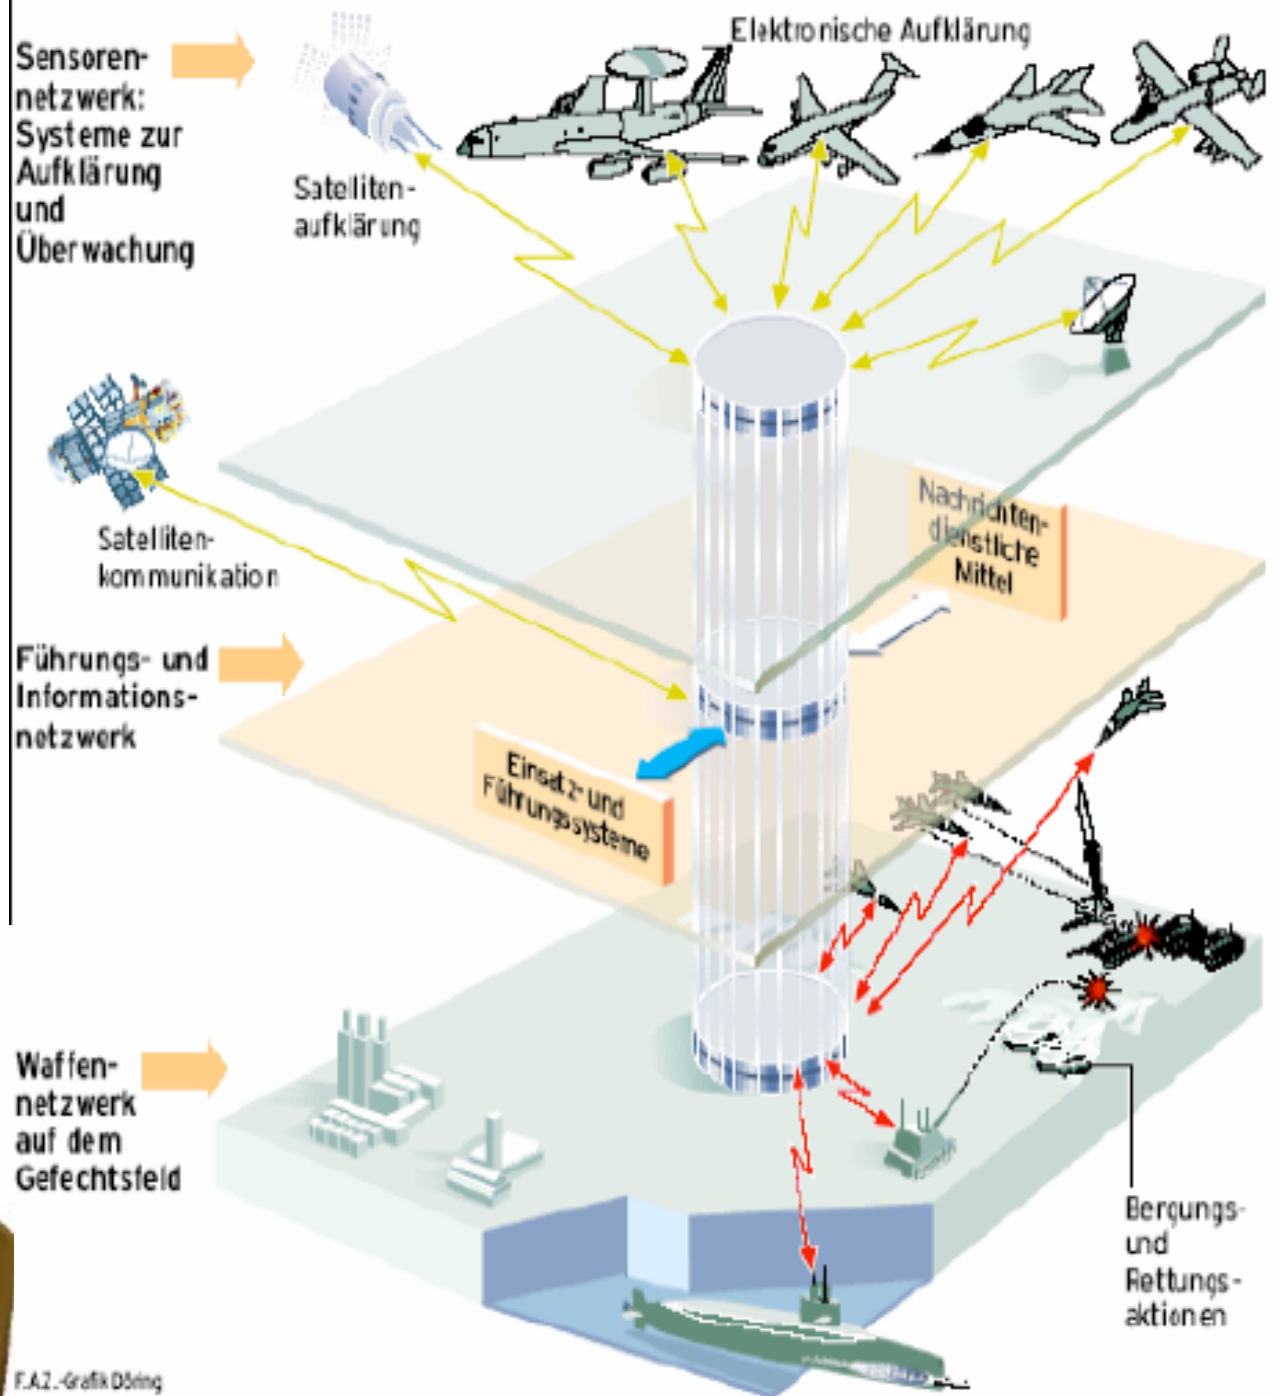 Sensoren-
netzwerk:
Systeme zur
Aufklärung
und
Überwachung
Elektronische Aufklärung
Satelliten-
aufklärung
Satelliten-
kommunikation
Nachrichten-
dienstliche
Mittel
Führungs- und
Informations-
netzwerk
Einsatz- und
Führungssysteme
Waffen-
netzwerk
auf dem
Gefechtsfeld
Bergungs-
und
Rettungs-
aktionen
F.A.Z.-Grafik Döring